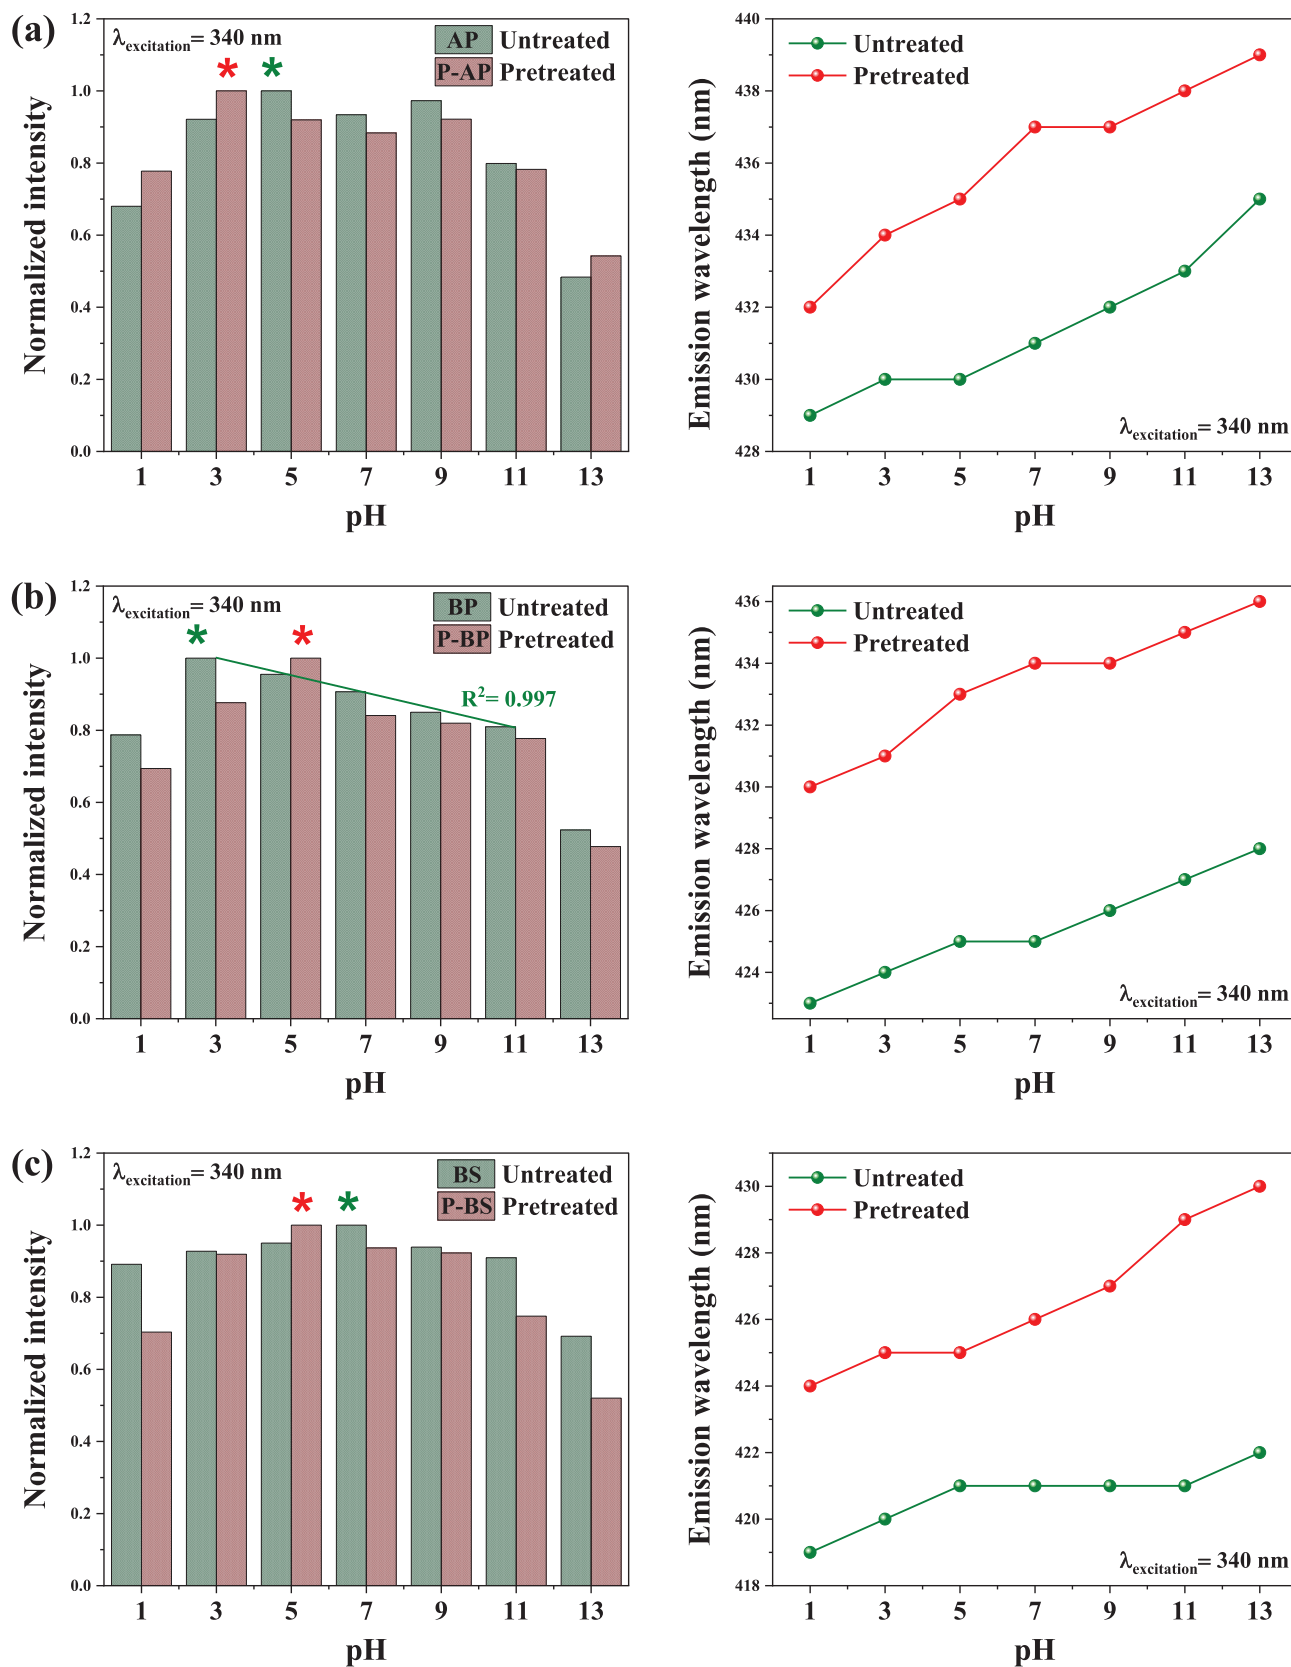 (a)
λexcitation= 340 nm
AP Untreated
P-AP Pretreated
* *
1.2
1.0
0.8
0.6
0.4
0.2
0.0
Normalized intensity
1 3 5 7 9 11 13
pH
Untreated
Pretreated
440
438
436
434
432
430
428
Emission wavelength (nm)
λexcitation= 340 nm
1 3 5 7 9 11 13
pH
(b)
λexcitation= 340 nm
BP Untreated
P-BP Pretreated
* *
R2= 0.997
1.2
1.0
0.8
0.6
0.4
0.2
0.0
Normalized intensity
1 3 5 7 9 11 13
pH
Untreated
Pretreated
436
434
432
430
428
426
424
Emission wavelength (nm)
λexcitation= 340 nm
1 3 5 7 9 11 13
pH
(c)
λexcitation= 340 nm
BS Untreated
P-BS Pretreated
* *
1.2
1.0
0.8
0.6
0.4
0.2
0.0
Normalized intensity
1 3 5 7 9 11 13
pH
Untreated
Pretreated
430
428
426
424
422
420
418
Emission wavelength (nm)
λexcitation= 340 nm
1 3 5 7 9 11 13
pH